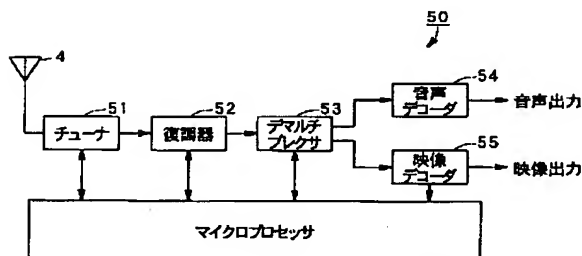 50
4
51
チューナ
52
復調器
53
デマルチ
プレクサ
54
音声
デコーダ
音声出力
55
映像
デコーダ
映像出力
マイクロプロセッサ